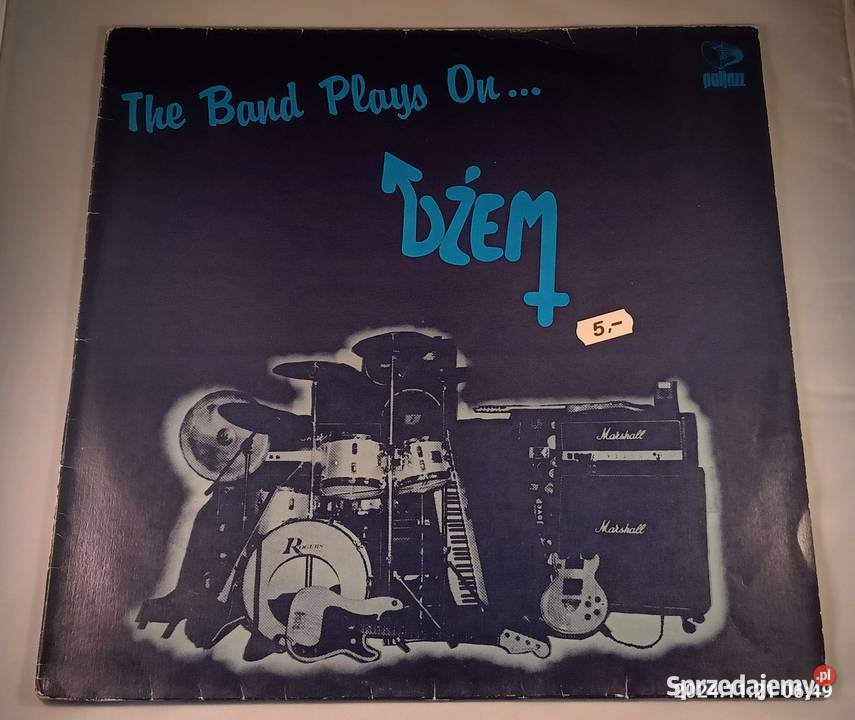 The Band Plays On...
poljazz
DŻEM
5,-
Marshall
Marshall
ROGERS
Sprzedajemy.pl